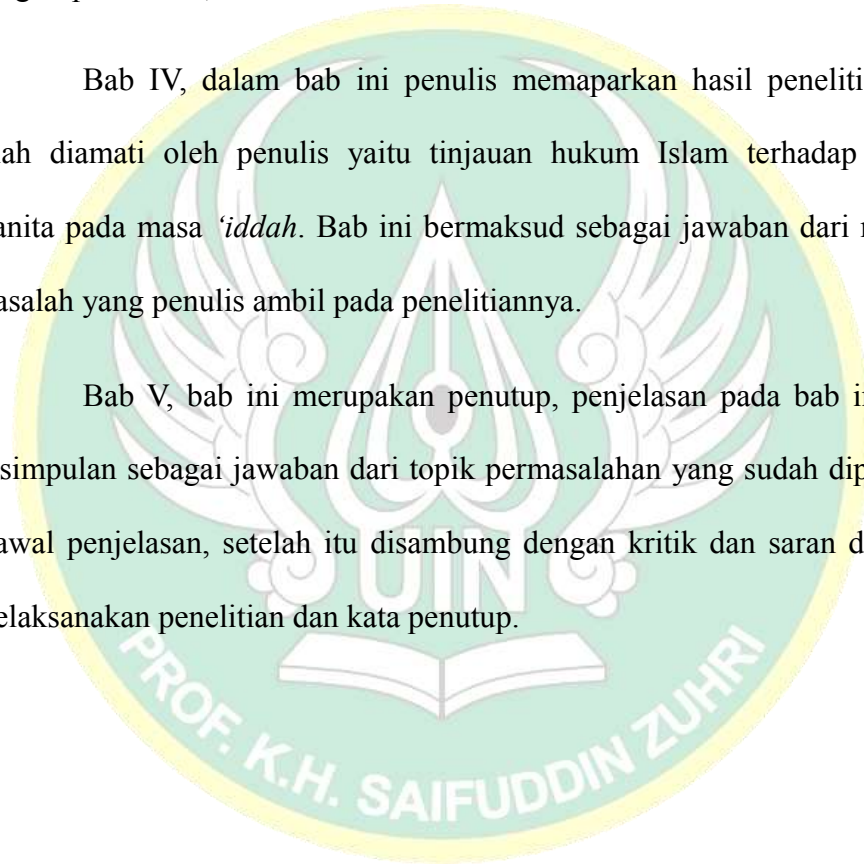 Bab IV, dalam bab ini penulis memaparkan hasil peneliti
lah diamati oleh penulis yaitu tinjauan hukum Islam terhadap
anita pada masa ‘iddah. Bab ini bermaksud sebagai jawaban dari
asalah yang penulis ambil pada penelitiannya.
Bab V, bab ini merupakan penutup, penjelasan pada bab i
simpulan sebagai jawaban dari topik permasalahan yang sudah dip
awal penjelasan, setelah itu disambung dengan kritik dan saran d
elaksanakan penelitian dan kata penutup.
UIN
PROF. K.H. SAIFUDDIN ZUHRI